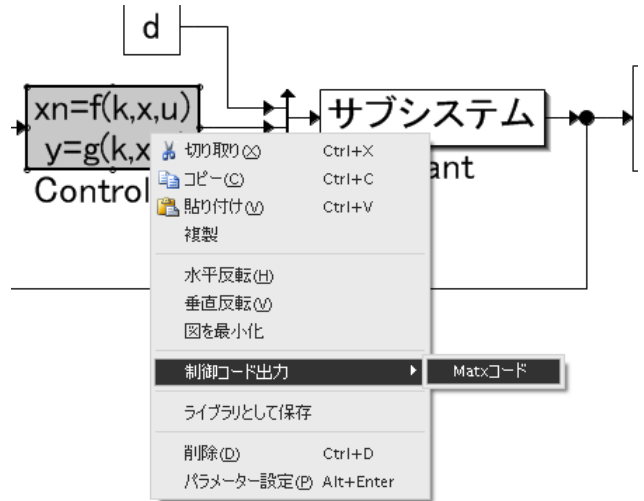 d
xn=f(k,x,u)
y=g(k,x
Control
サブシステム
ant
切り取り(X) Ctrl+X
コピー(C) Ctrl+C
貼り付け(V) Ctrl+V
複製
水平反転(H)
垂直反転(V)
図を最小化
制御コード出力
Matxコード
ライブラリとして保存
削除(D) Ctrl+D
パラメーター設定(P) Alt+Enter